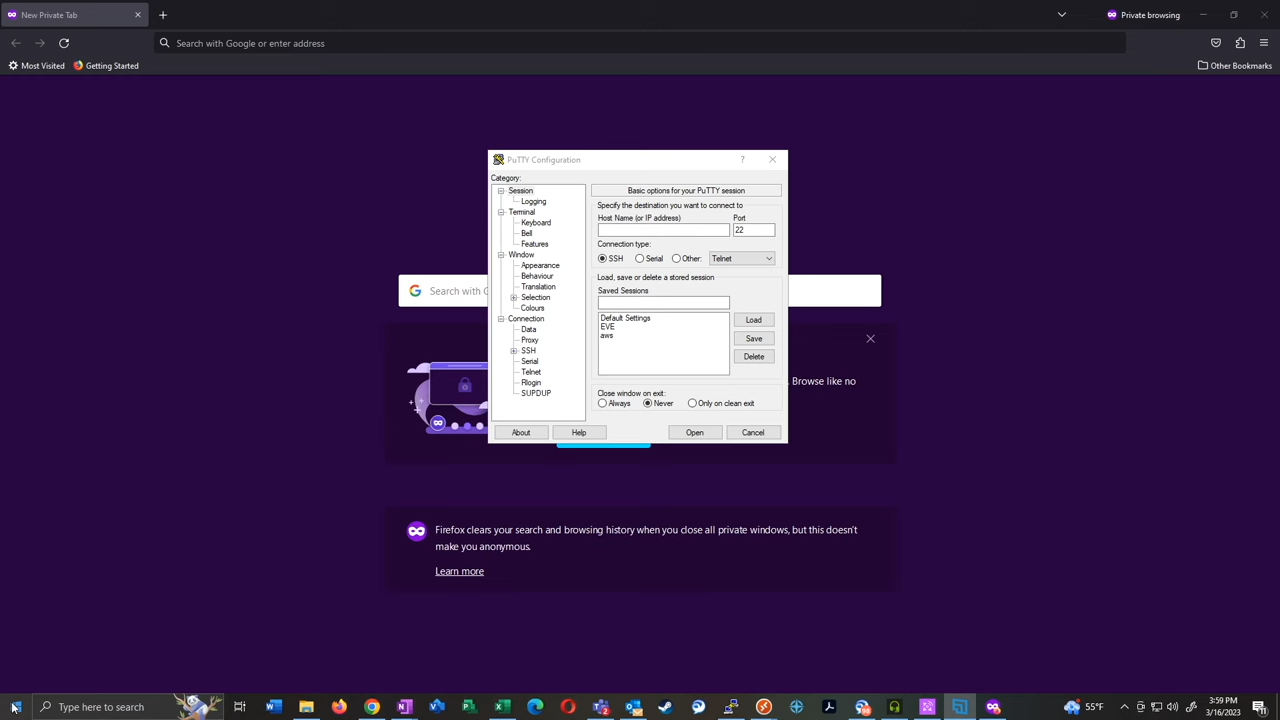 New Private Tab
Private browsing
Search with Google or enter address
Most Visited
Getting Started
Other Bookmarks
PuTTY Configuration
?
Category:
Session
Logging
Terminal
Keyboard
Bell
Features
Window
Appearance
Behaviour
Translation
Selection
Colours
Connection
Data
Proxy
SSH
Serial
Telnet
Rlogin
SUPDUP
Basic options for your PuTTY session
Specify the destination you want to connect to
Host Name (or IP address)
Port
22
Connection type:
SSH
Serial
Other:
Telnet
Load, save or delete a stored session
Saved Sessions
Default Settings
EVE
aws
Load
Save
Delete
Close window on exit:
Always
Never
Only on clean exit
About
Help
Open
Cancel
Search with G
. Browse like no
Firefox clears your search and browsing history when you close all private windows, but this doesn't
make you anonymous.
Learn more
Type here to search
55°F
3:59 PM
3/16/2023